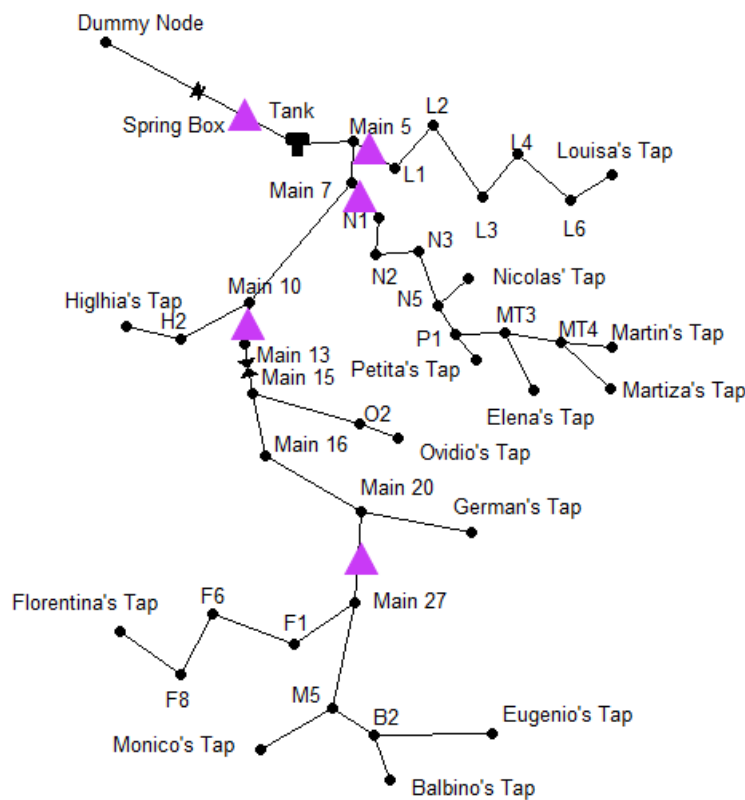 Dummy Node
Tank
Spring Box
Main 5
L2
L4
Louisa's Tap
L1
Main 7
L3
L6
N1
N3
N2
Nicolas' Tap
Main 10
Higlhia's Tap
H2
N5
MT3
MT4
Martin's Tap
P1
Main 13
Petita's Tap
Main 15
Martiza's Tap
Elena's Tap
O2
Ovidio's Tap
Main 16
Main 20
German's Tap
Florentina's Tap
F6
Main 27
F1
F8
M5
Eugenio's Tap
B2
Monico's Tap
Balbino's Tap